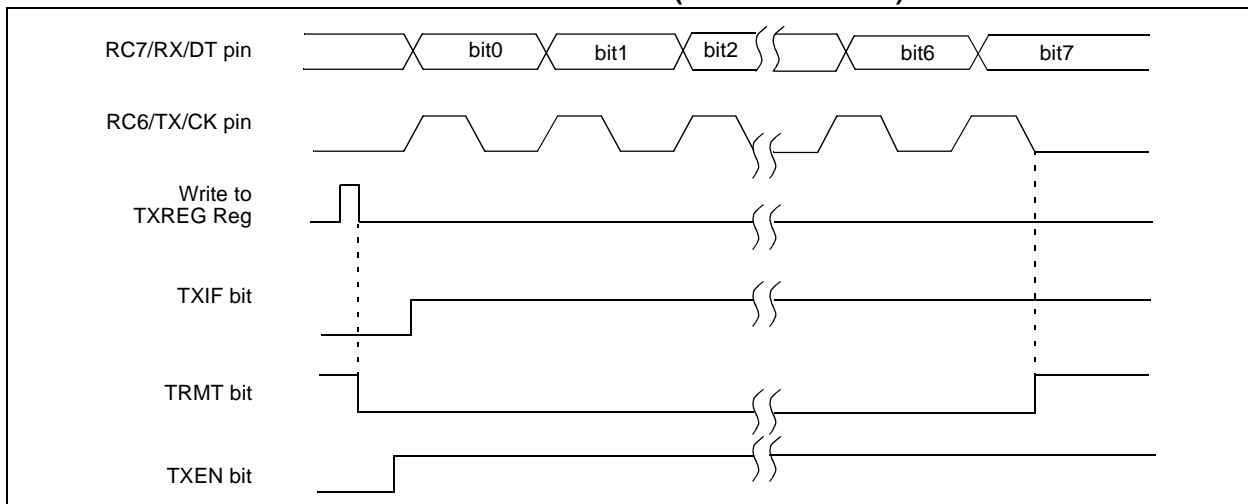 RC7/RX/DT pin
bit0
bit1
bit2
bit6
bit7
RC6/TX/CK pin
Write to
TXREG Reg
TXIF bit
TRMT bit
TXEN bit